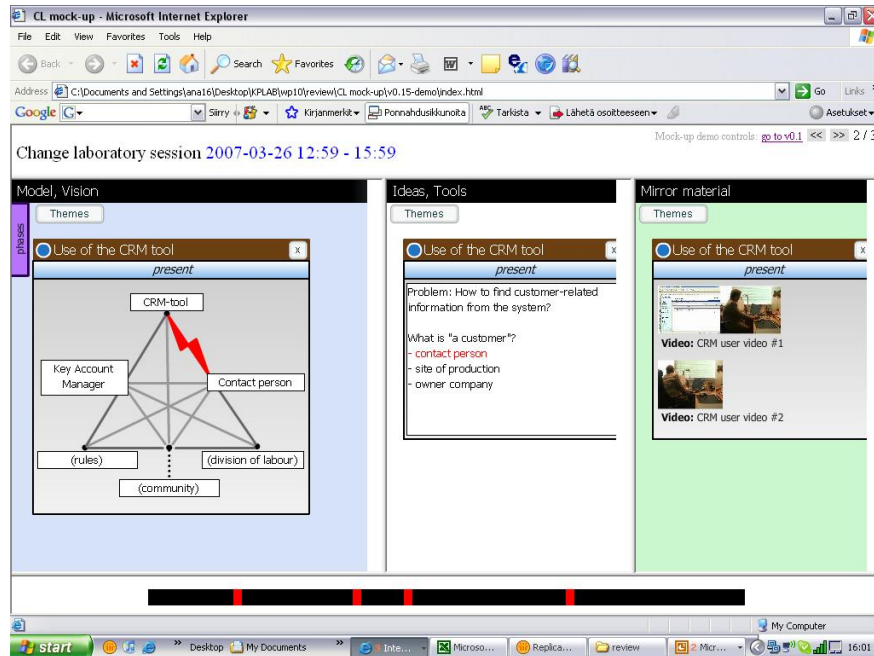 CL mock-up - Microsoft Internet Explorer
File Edit View Favorites Tools Help
Back Search Favorites
Address C:\Documents and Settings\ana16\Desktop\KPLAB\wp10\review\CL mock-up\v0.15-demo\index.html Go Links
Google G Siirry Kirjanmerkit Ponnahdusikkunoita Tarkista Lähetä osoitteeseen Asetukset
Mock-up demo controls: go to v0.1 << >> 2 / 3
Change laboratory session 2007-03-26 12:59 - 15:59
Model, Vision
Themes
phases
Use of the CRM tool x
present
CRM-tool
Key Account
Manager
Contact person
(rules)
(division of labour)
(community)
Ideas, Tools
Themes
Use of the CRM tool x
present
Problem: How to find customer-related
information from the system?
What is "a customer"?
- contact person
- site of production
- owner company
Mirror material
Themes
Use of the CRM tool x
present
Video: CRM user video #1
Video: CRM user video #2
My Computer
start Desktop My Documents Inte... Microso... Replica... review 2 Micr... 16:01